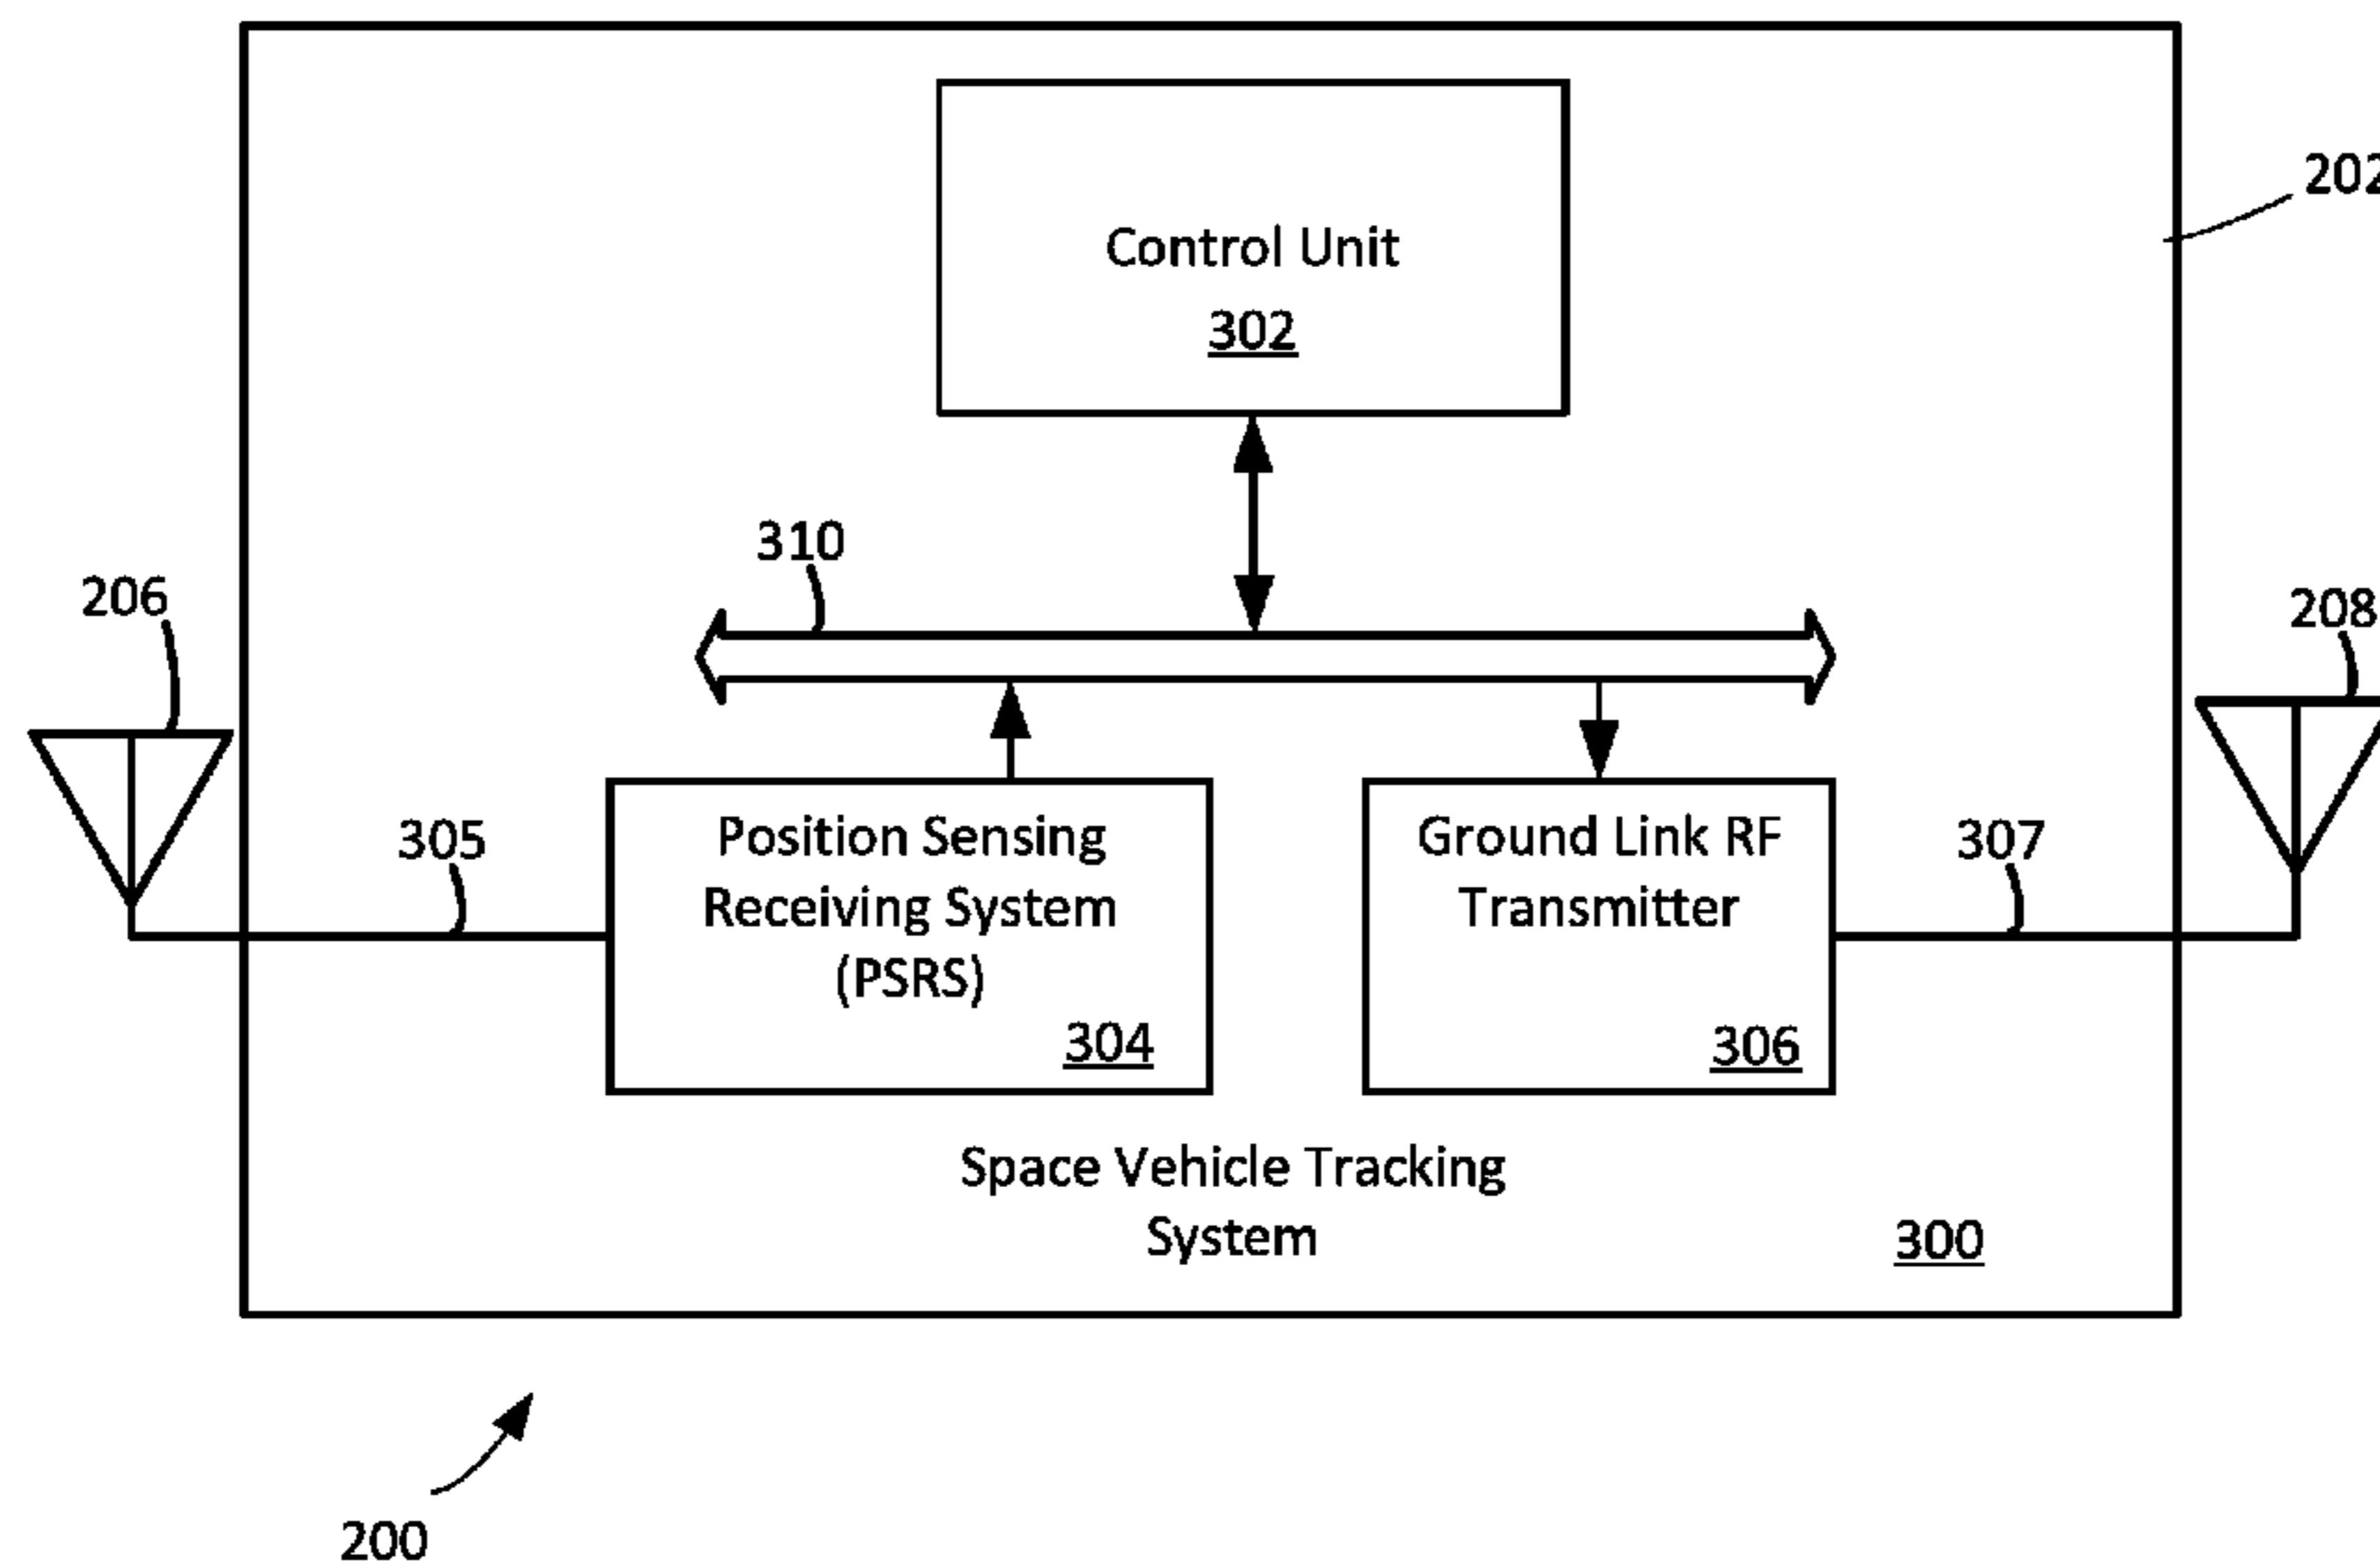 Control Unit
302
202
310
206
208
305
Position Sensing
Receiving System
(PSRS)
304
Ground Link RF
Transmitter
306
307
Space Vehicle Tracking
System
300
200